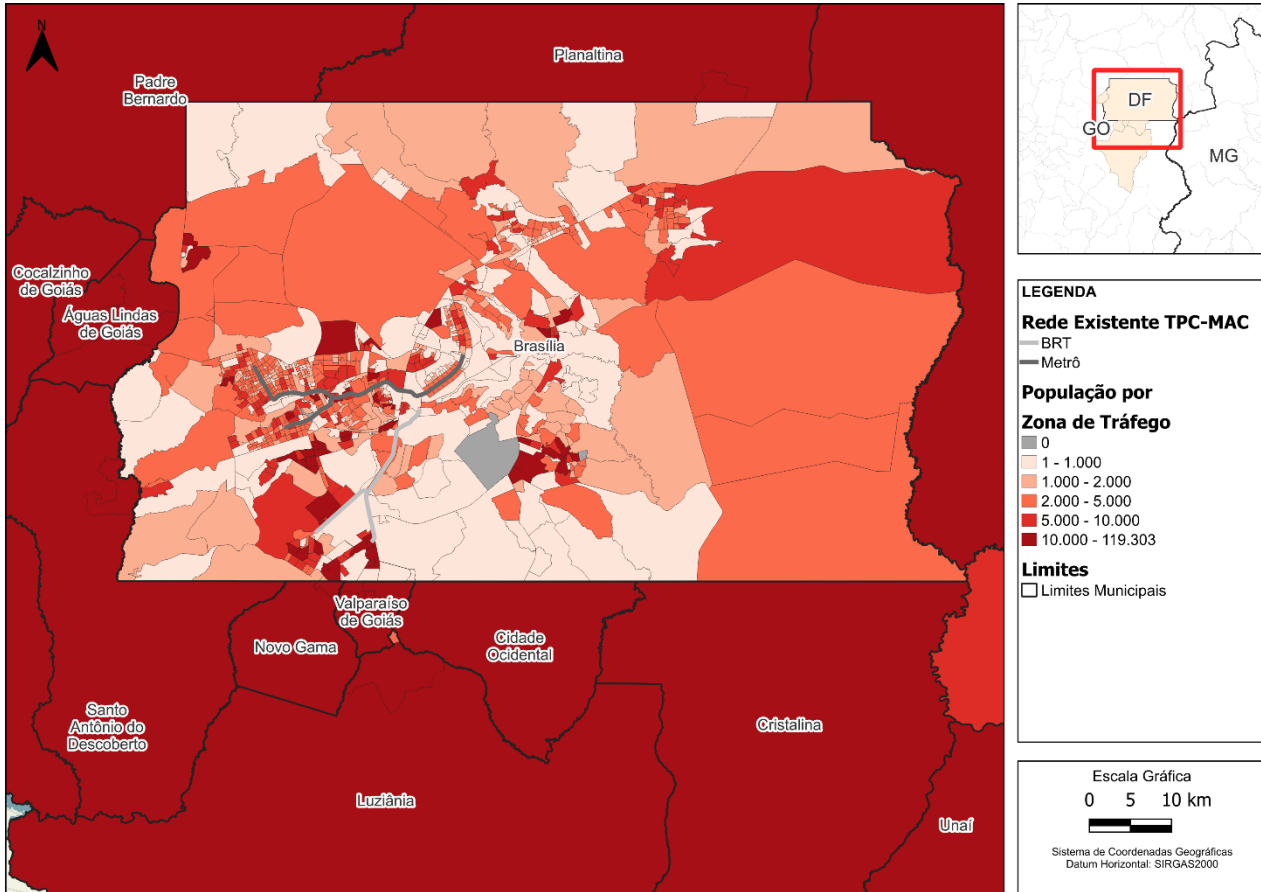 N
Planaltina
Padre
Bernardo
Cocalzinho
de Goiás
Águas Lindas
de Goiás
Brasília
Valparaíso
de Goiás
Novo Gama
Cidade
Ocidental
Santo
Antônio do
Descoberto
Cristalina
Luziânia
Unaí
DF
GO
MG
LEGENDA
Rede Existente TPC-MAC
BRT
Metrô
População por
Zona de Tráfego
0
1 - 1.000
1.000 - 2.000
2.000 - 5.000
5.000 - 10.000
10.000 - 119.303
Limites
Limites Municipais
Escala Gráfica
0 5 10 km
Sistema de Coordenadas Geográficas
Datum Horizontal: SIRGAS2000